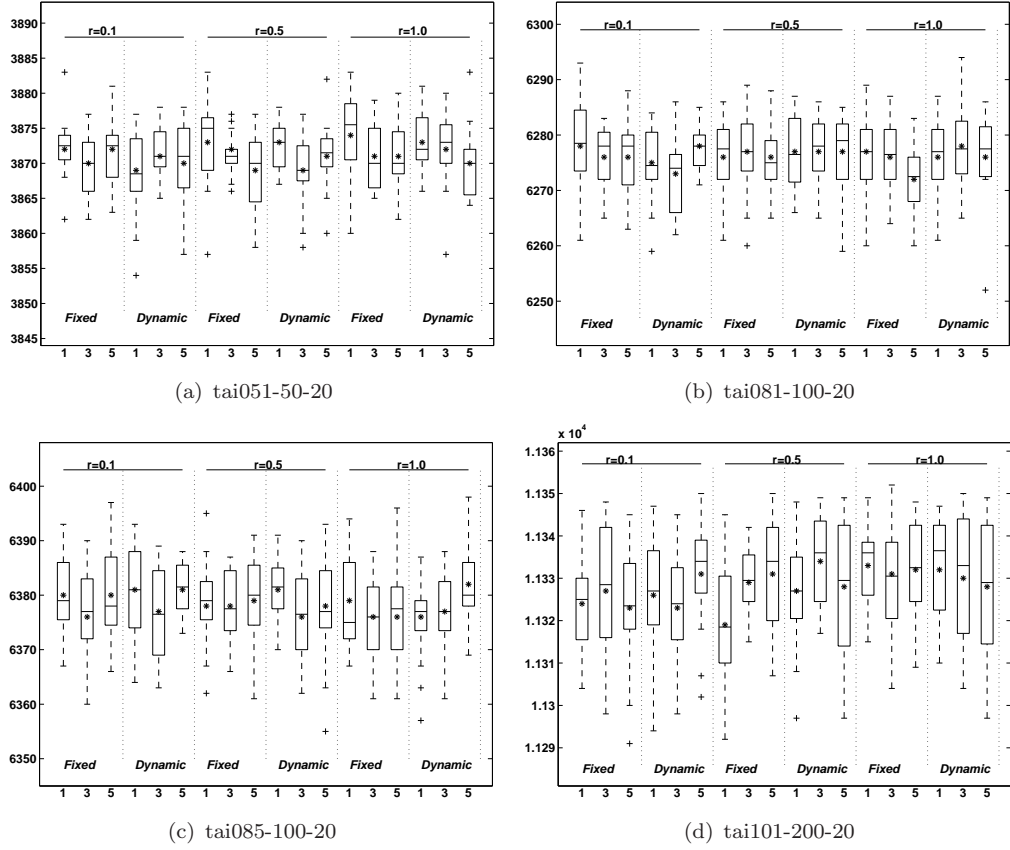 3890
3885
3880
3875
3870
3865
3860
3855
3850
3845
r=0.1 r=0.5 r=1.0
Fixed Dynamic Fixed Dynamic Fixed Dynamic
1 3 5 1 3 5 1 3 5 1 3 5 1 3 5 1 3 5
(a) tai051-50-20
6300
6290
6280
6270
6260
6250
r=0.1 r=0.5 r=1.0
Fixed Dynamic Fixed Dynamic Fixed Dynamic
1 3 5 1 3 5 1 3 5 1 3 5 1 3 5 1 3 5
(b) tai081-100-20
6400
6390
6380
6370
6360
6350
r=0.1 r=0.5 r=1.0
Fixed Dynamic Fixed Dynamic Fixed Dynamic
1 3 5 1 3 5 1 3 5 1 3 5 1 3 5 1 3 5
(c) tai085-100-20
x 10^4
1.136
1.135
1.134
1.133
1.132
1.131
1.13
1.129
r=0.1 r=0.5 r=1.0
Fixed Dynamic Fixed Dynamic Fixed Dynamic
1 3 5 1 3 5 1 3 5 1 3 5 1 3 5 1 3 5
(d) tai101-200-20